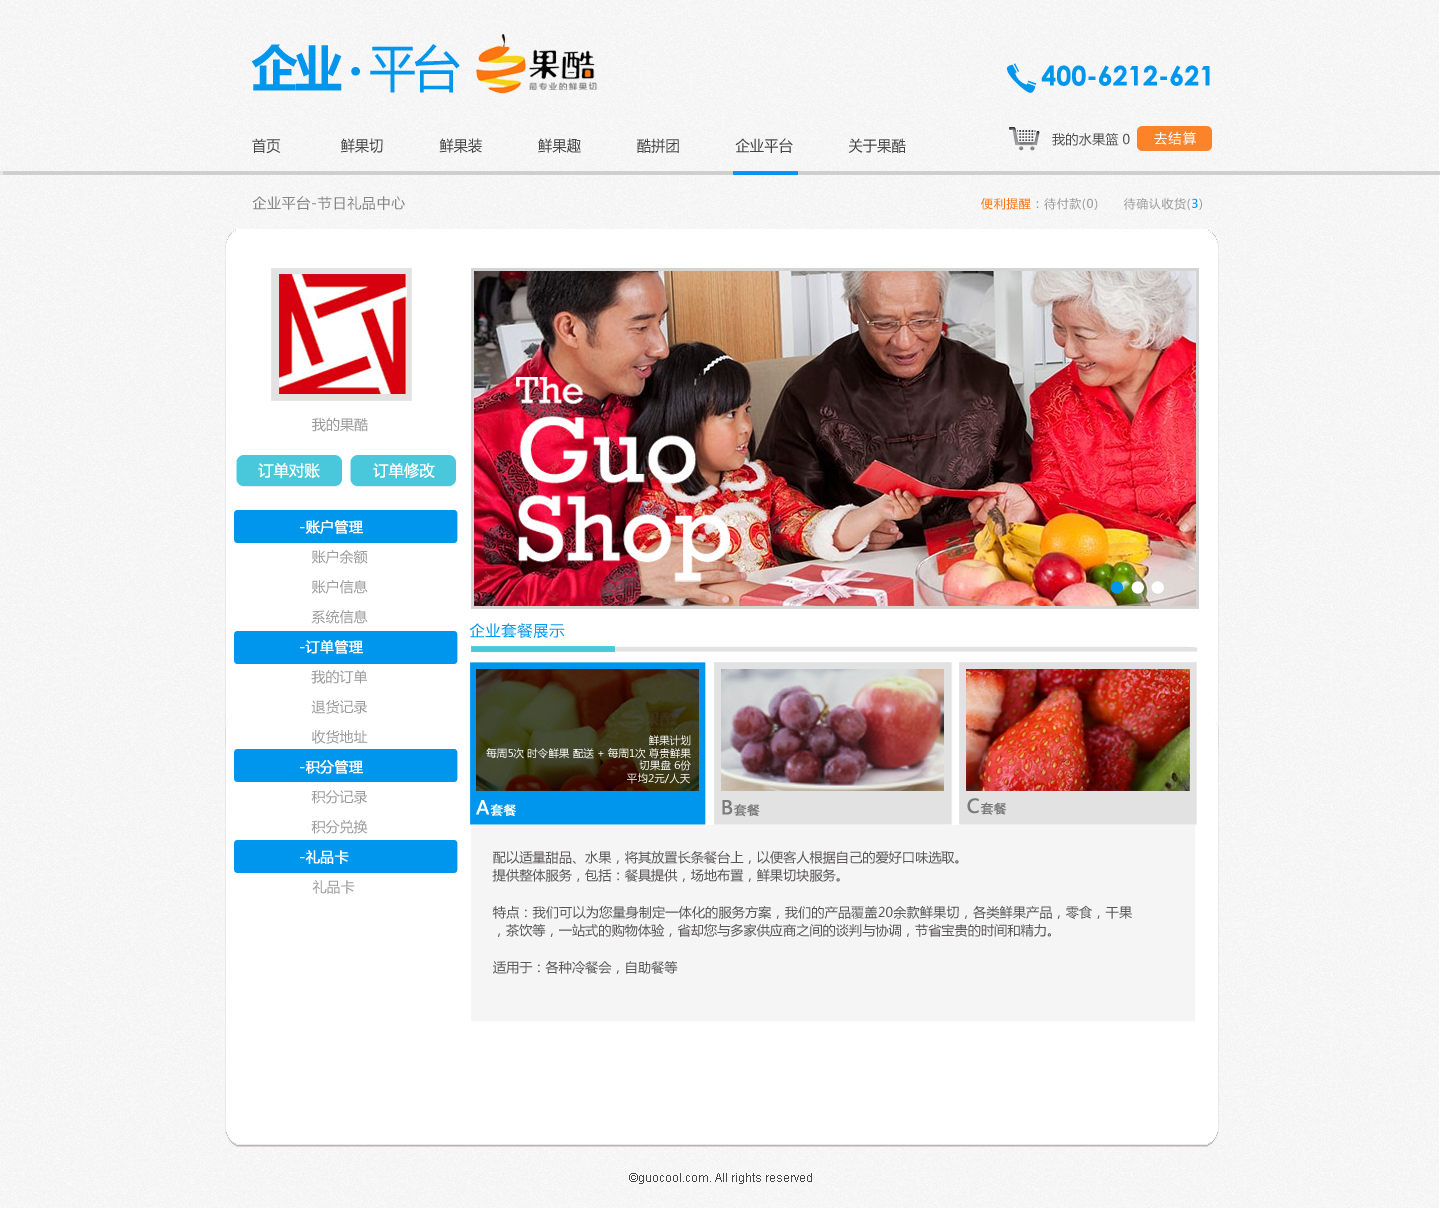 企业·平台 果酷
最专业的鲜果切
400-6212-621
首页 鲜果切 鲜果装 鲜果趣 酷拼团 企业平台 关于果酷
我的水果篮 0 去结算
企业平台-节日礼品中心
便利提醒：待付款(0) 待确认收货(3)
我的果酷
订单对账 订单修改
-账户管理
账户余额
账户信息
系统信息
-订单管理
我的订单
退货记录
收货地址
-积分管理
积分记录
积分兑换
-礼品卡
礼品卡
The
Guo
Shop
企业套餐展示
鲜果计划
每周5次 时令鲜果 配送 + 每周1次 尊贵鲜果
切果盘 6份
平均2元/人天
A套餐
B套餐
C套餐
配以适量甜品、水果，将其放置长条餐台上，以便客人根据自己的爱好口味选取。
提供整体服务，包括：餐具提供，场地布置，鲜果切块服务。
特点：我们可以为您量身制定一体化的服务方案，我们的产品覆盖20余款鲜果切，各类鲜果产品，零食，干果
，茶饮等，一站式的购物体验，省却您与多家供应商之间的谈判与协调，节省宝贵的时间和精力。
适用于：各种冷餐会，自助餐等
©guocool.com. All rights reserved